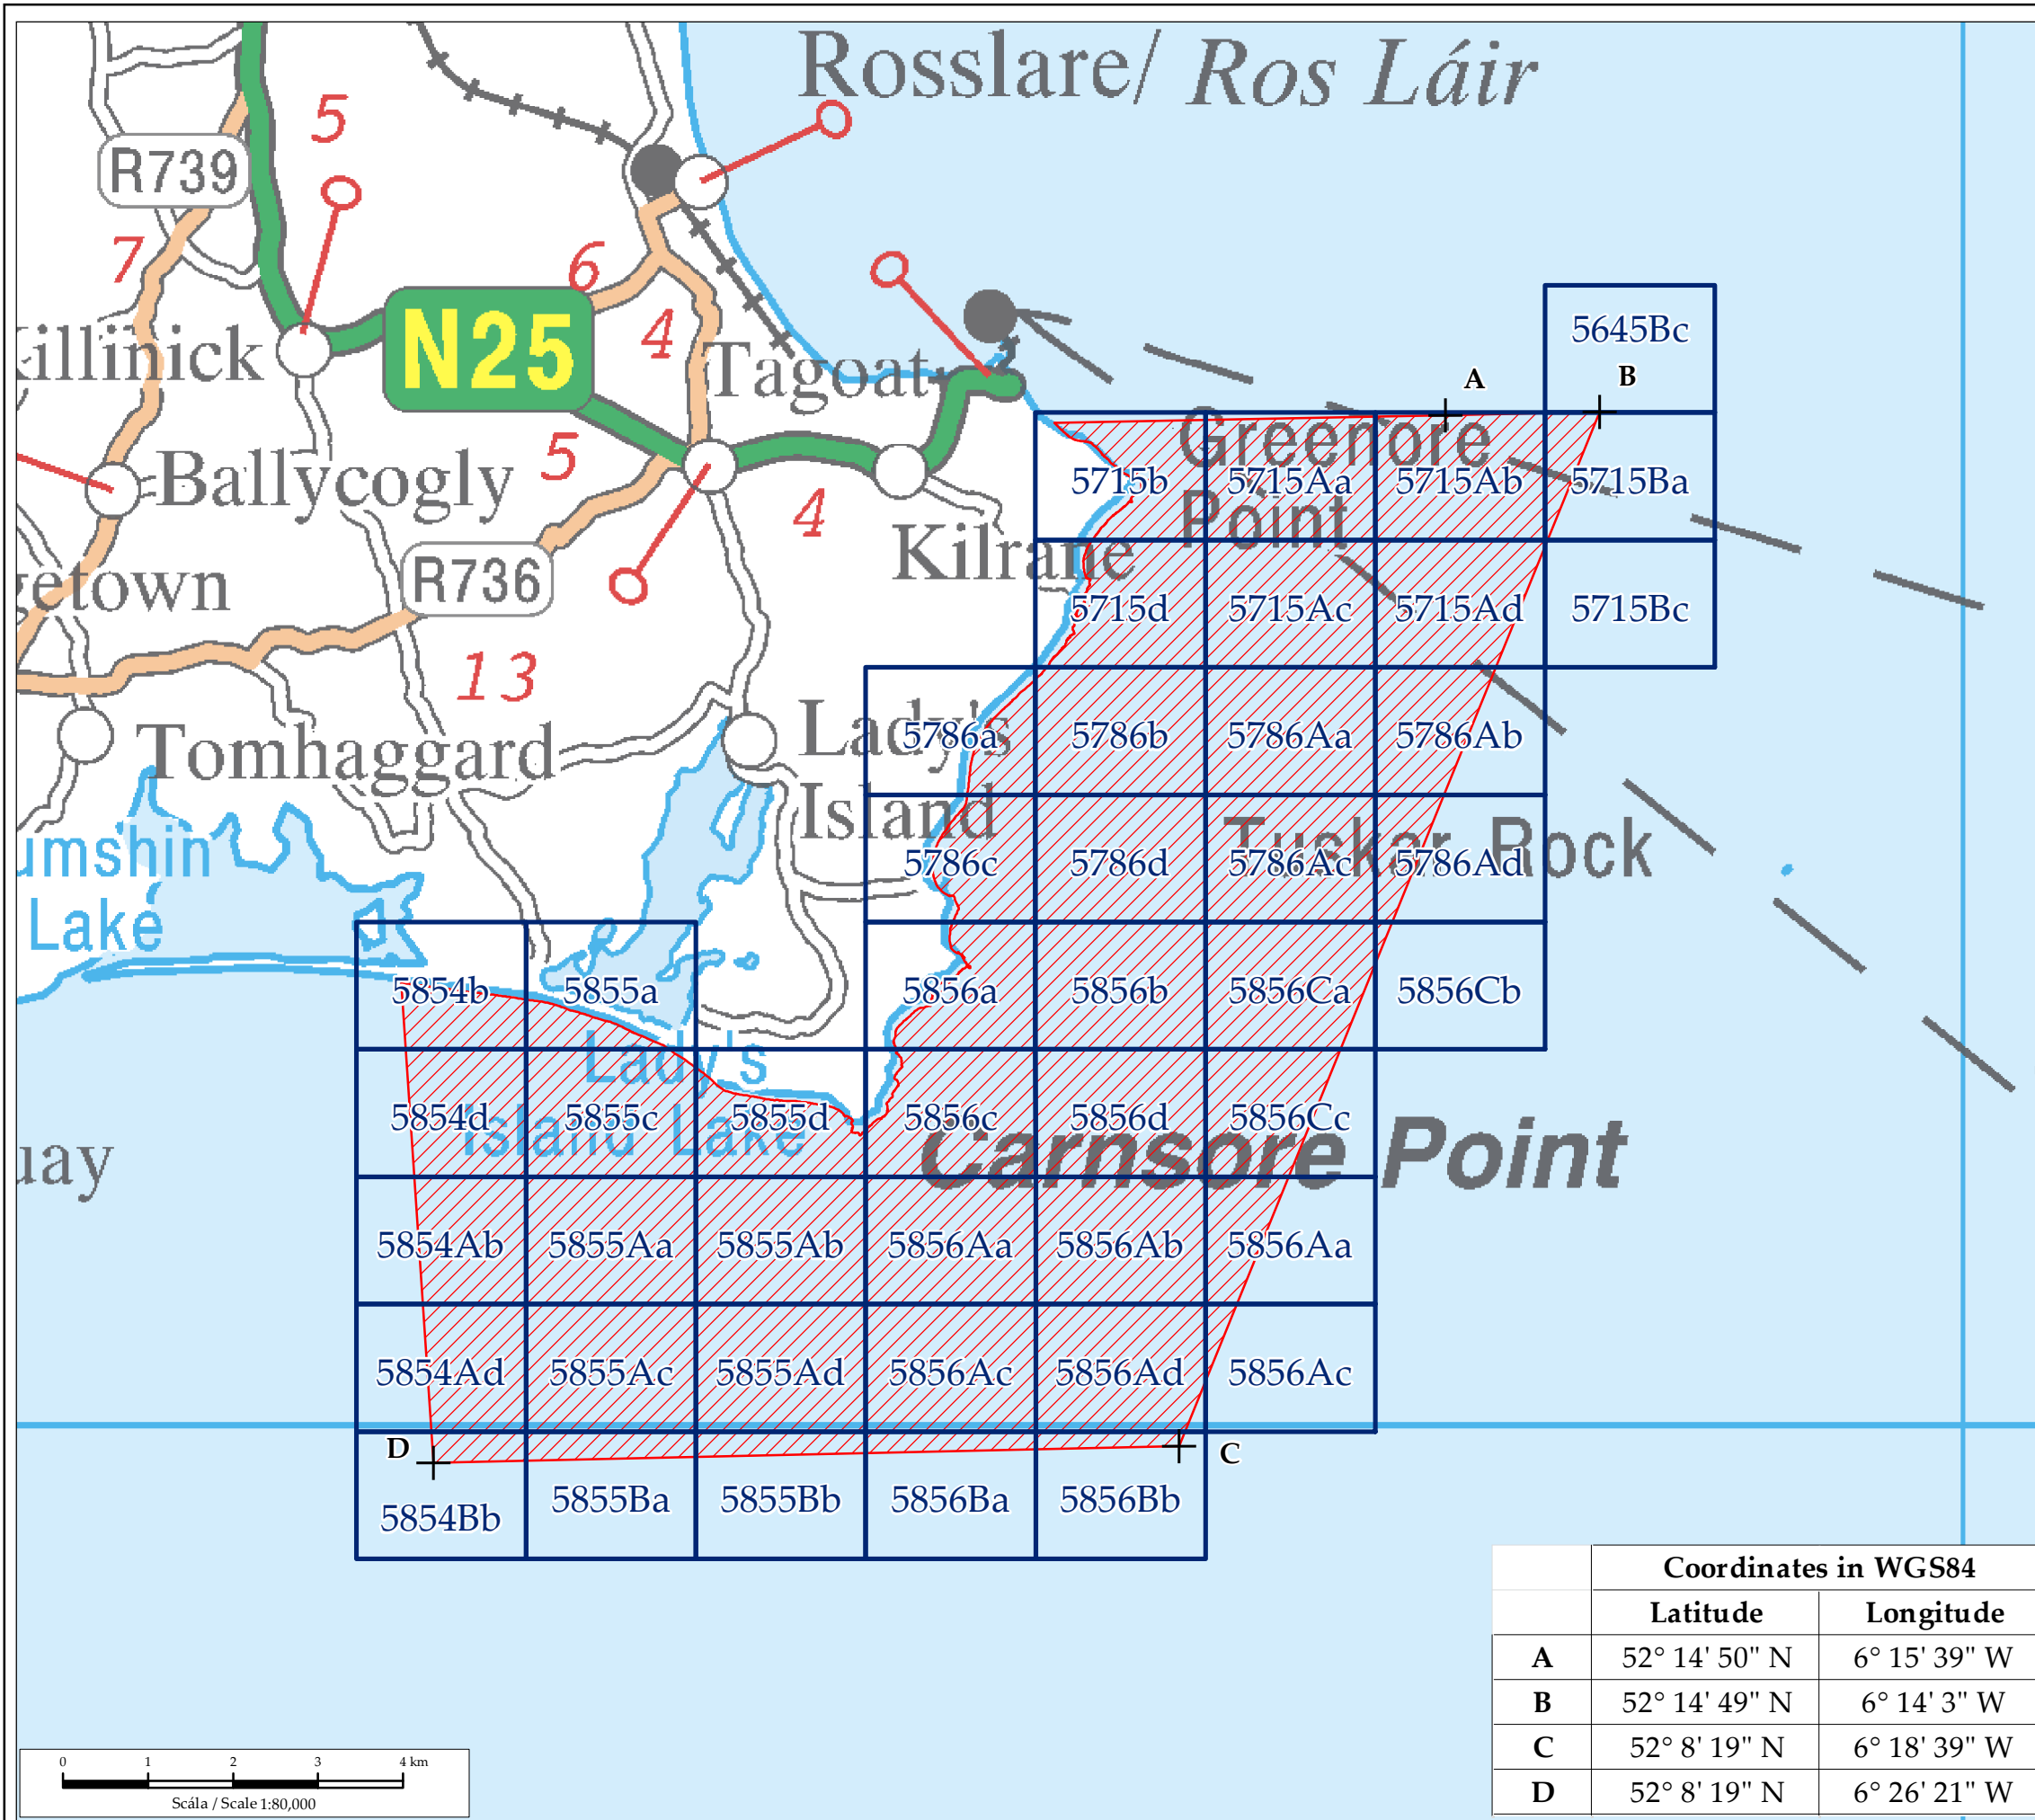 Rosslare/ Ros Láir
5
R739
7
6
5645Bc
N25
4
illinick
Tagoat
A
B
Greenore
Point
Ballycogly
5
5715b
5715Aa
5715Ab
5715Ba
4
Kilrane
R736
getown
5715d
5715Ac
5715Ad
5715Bc
13
Lady's
Island
5786a
5786b
5786Aa
5786Ab
Tomhaggard
umshin
Lake
5786c
5786d
5786Ac
5786Ad
Tuskar Rock
5854b
5855a
5856a
5856b
5856Ca
5856Cb
Lady's
Island Lake
5854d
5855c
5855d
5856c
5856d
5856Cc
Carnsore Point
uay
5854Ab
5855Aa
5855Ab
5856Aa
5856Ab
5856Aa
5854Ad
5855Ac
5855Ad
5856Ac
5856Ad
5856Ac
D
C
5854Bb
5855Ba
5855Bb
5856Ba
5856Bb
Coordinates in WGS84
Latitude Longitude
A 52° 14' 50" N 6° 15' 39" W
B 52° 14' 49" N 6° 14' 3" W
C 52° 8' 19" N 6° 18' 39" W
D 52° 8' 19" N 6° 26' 21" W
0 1 2 3 4 km
Scála / Scale 1:80,000